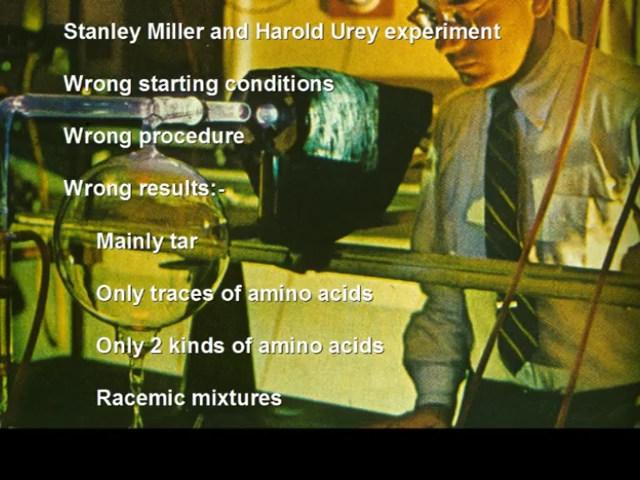 Stanley Miller and Harold Urey experiment
Wrong starting conditions
Wrong procedure
Wrong results:-
Mainly tar
Only traces of amino acids
Only 2 kinds of amino acids
Racemic mixtures